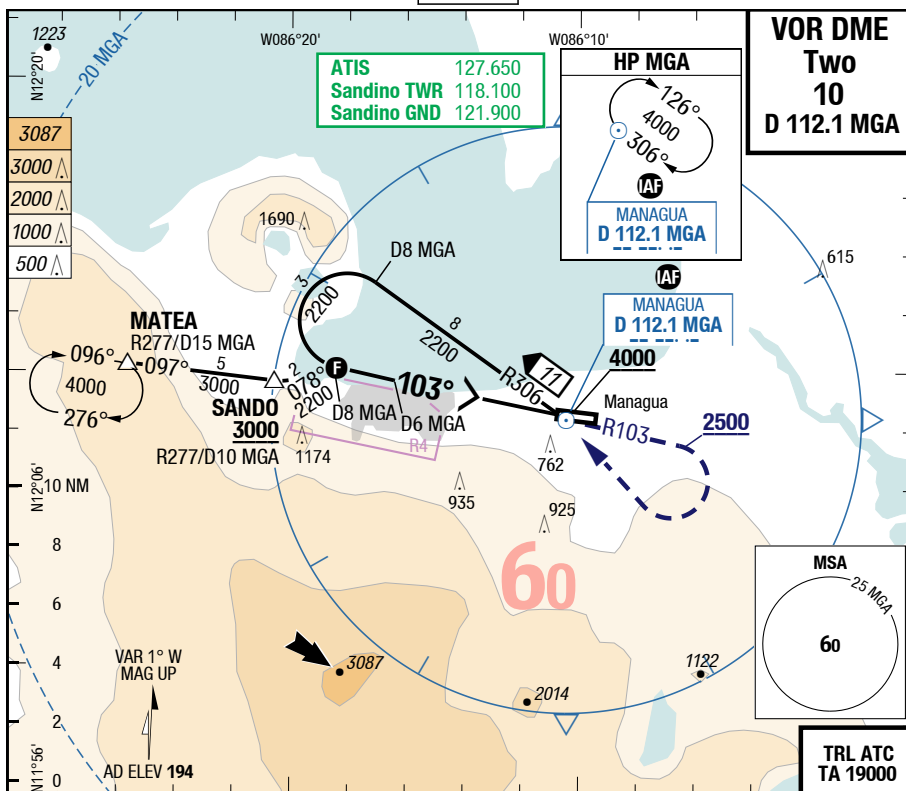 VOR DME
Two
10
D 112.1 MGA
1223
N12°20'
20 MGA
W086°20'
W086°10'
ATIS 127.650
Sandino TWR 118.100
Sandino GND 121.900
HP MGA
126°
4000
306°
IAF
MANAGUA
D 112.1 MGA
IAF
MANAGUA
D 112.1 MGA
3087
3000
2000
1000
500
1690
615
D8 MGA
3
2200
8
2200
MATEA
R277/D15 MGA
096°
4000
276°
097°
5
3000
2
078°
2200
F
103°
R306
11
4000
Managua
SANDO
3000
R277/D10 MGA
D8 MGA
D6 MGA
R4
1174
R103
2500
762
935
925
N12°06'
10 NM
8
6
4
2
0
60
3087
2014
1122
MSA
25 MGA
60
VAR 1° W
MAG UP
AD ELEV 194
N11°56'
TRL ATC
TA 19000